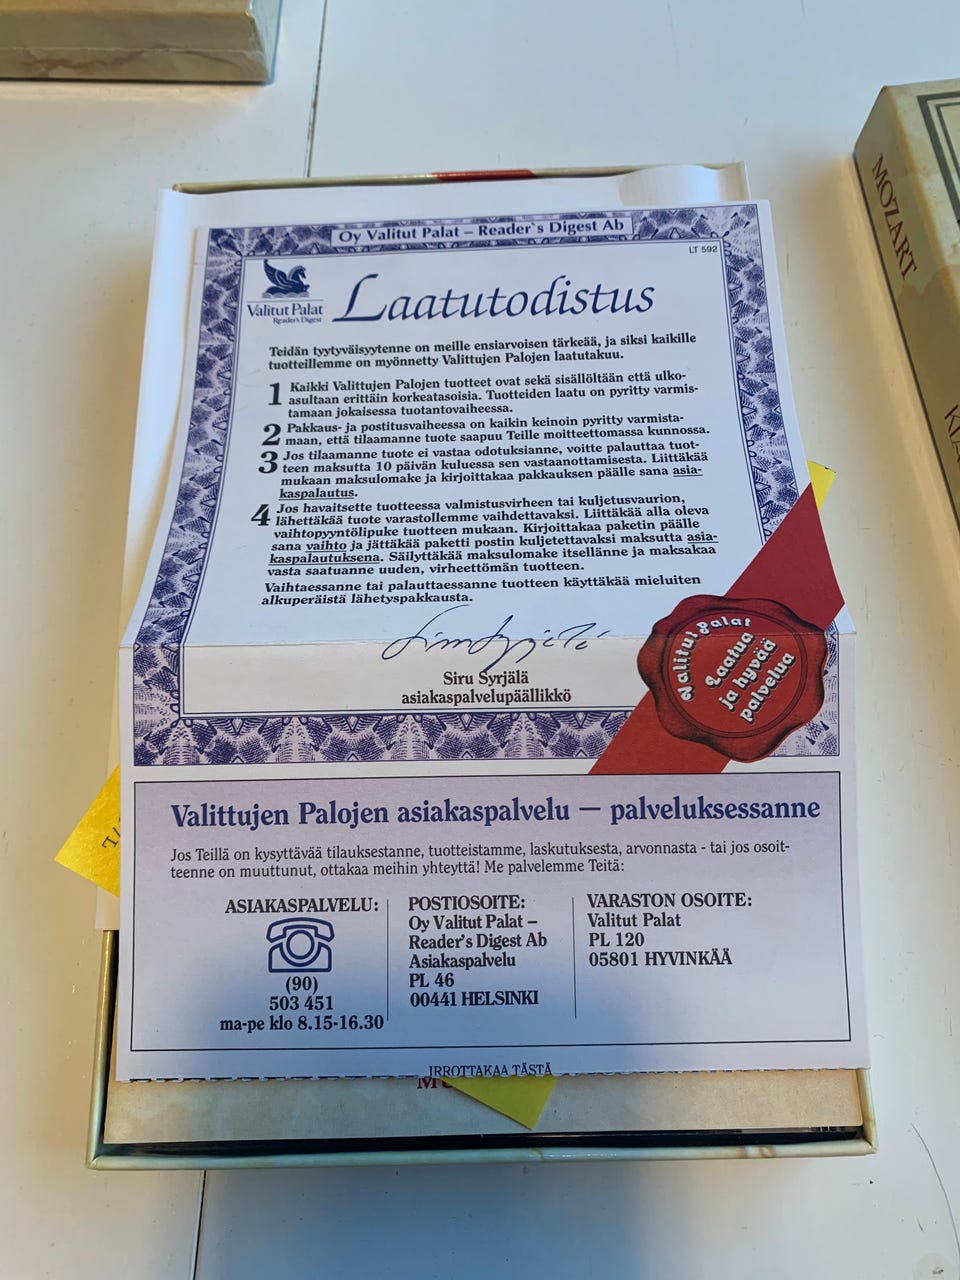 Oy Valitut Palat – Reader`s Digest Ab
LT 592
Valitut Palat
Reader's Digest
Laatutodistus
Teidän tyytyväisyytenne on meille ensiarvoisen tärkeää, ja siksi kaikille
tuotteillemme on myönnetty Valittujen Palojen laatutakuu.
1 Kaikki Valittujen Palojen tuotteet ovat sekä sisällöltään että ulko-
asultaan erittäin korkeatasoisia. Tuotteiden laatu on pyritty varmis-
tamaan jokaisessa tuotantovaiheessa.
2 Pakkaus- ja postitusvaiheessa on kaikin keinoin pyritty varmista-
maan, että tilaamanne tuote saapuu Teille moitteettomassa kunnossa.
3 Jos tilaamanne tuote ei vastaa odotuksianne, voitte palauttaa tuot-
teen maksutta 10 päivän kuluessa sen vastaanottamisesta. Liittäkää
mukaan maksulomake ja kirjoittakaa pakkauksen päälle sana asia-
kaspalautus.
4 Jos havaitsette tuotteessa valmistusvirheen tai kuljetusvaurion,
lähettäkää tuote varastollemme vaihdettavaksi. Liittäkää alla oleva
vaihtopyyntölipuke tuotteen mukaan. Kirjoittakaa paketin päälle
sana vaihto ja jättäkää paketti postin kuljetettavaksi maksutta asia-
kaspalautuksena. Säilyttäkää maksulomake itsellänne ja maksakaa
vasta saatuanne uuden, virheettömän tuotteen.
Vaihtaessanne tai palauttaessanne tuotteen käyttäkää mieluiten
alkuperäistä lähetyspakkausta.
Siru Syrjälä
Siru Syrjälä
asiakaspalvelupäällikkö
Valitut Palat
Laatua
ja hyvää
palvelua
Valittujen Palojen asiakaspalvelu — palveluksessanne
Jos Teillä on kysyttävää tilauksestanne, tuotteistamme, laskutuksesta, arvonnasta - tai jos osoit-
teenne on muuttunut, ottakaa meihin yhteyttä! Me palvelemme Teitä:
ASIAKASPALVELU:
(90)
503 451
ma-pe klo 8.15-16.30
POSTIOSOITE:
Oy Valitut Palat –
Reader's Digest Ab
Asiakaspalvelu
PL 46
00441 HELSINKI
VARASTON OSOITE:
Valitut Palat
PL 120
05801 HYVINKÄÄ
IRROTTAKAA TÄSTÄ
MOZART